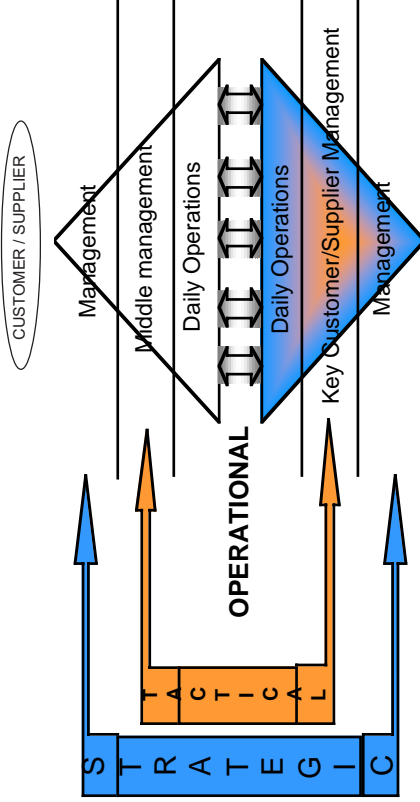 CUSTOMER / SUPPLIER
Management
Middle management
Daily Operations
OPERATIONAL
Daily Operations
Key Customer/Supplier Management
Management
TACTICAL
STRATEGIC